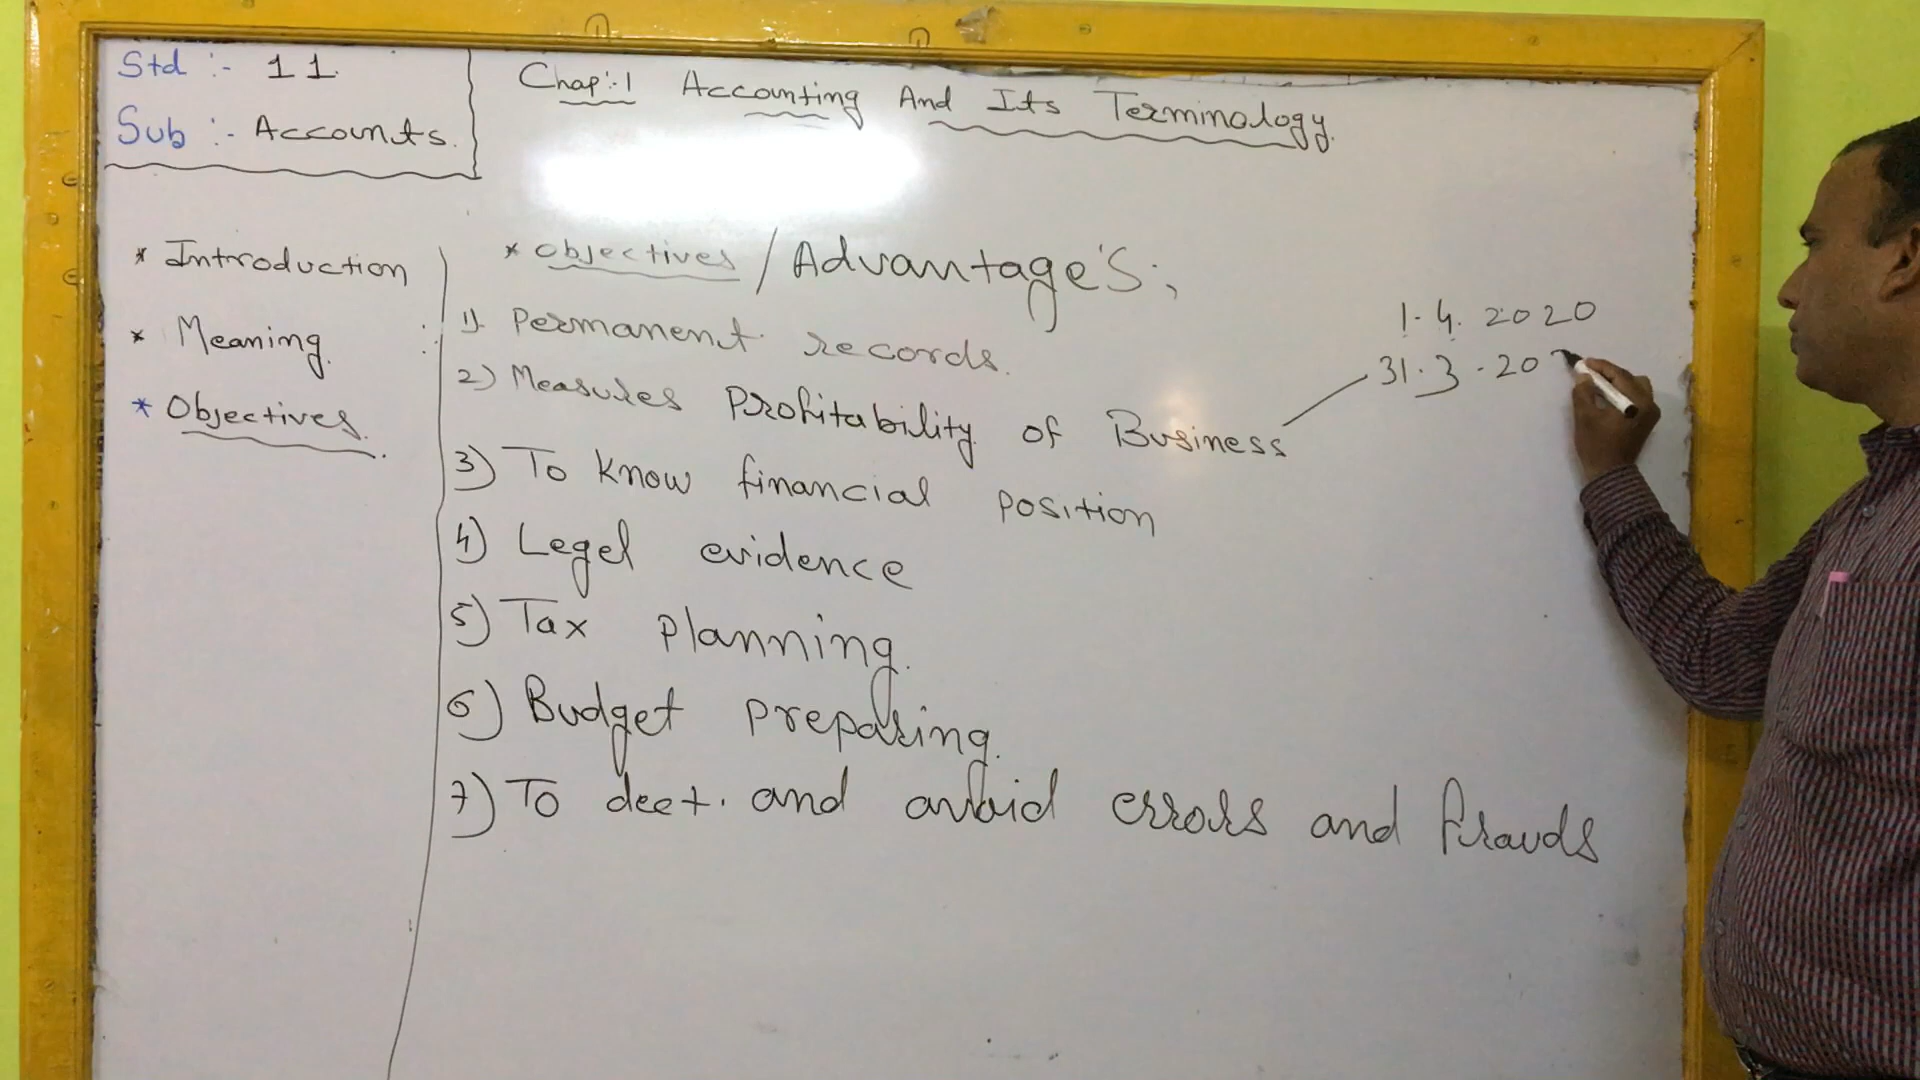 Std :- 11.
Sub :- Accounts.
Chap:-1 Accounting And Its Terminology.
* Introduction
* Meaning.
* Objectives.
* Objectives / Advantage's :
1). Permanent records.
2) Measures Profitability of Business
3) To know financial position
4) Legel evidence
5) Tax planning.
6) Budget preparing.
7) To deet. and avoid errors and frauds
1. 4. 2020
31. 3. 202